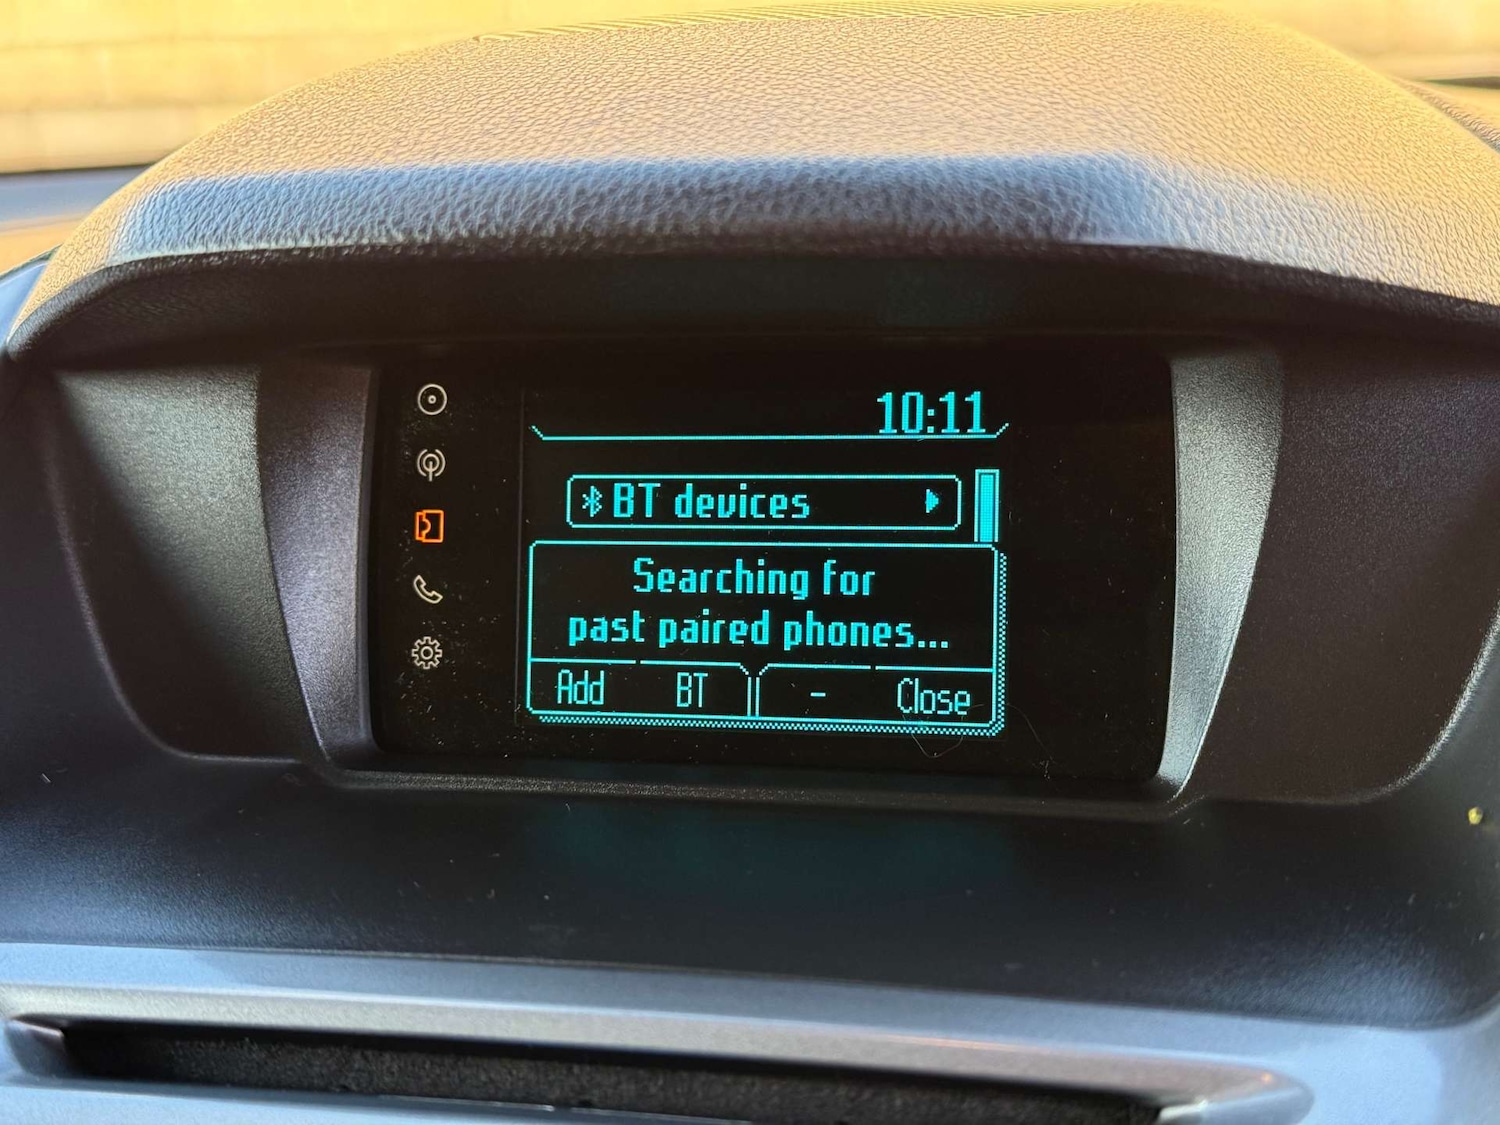 10:11
BT devices
Searching for
past paired phones...
Add BT - Close